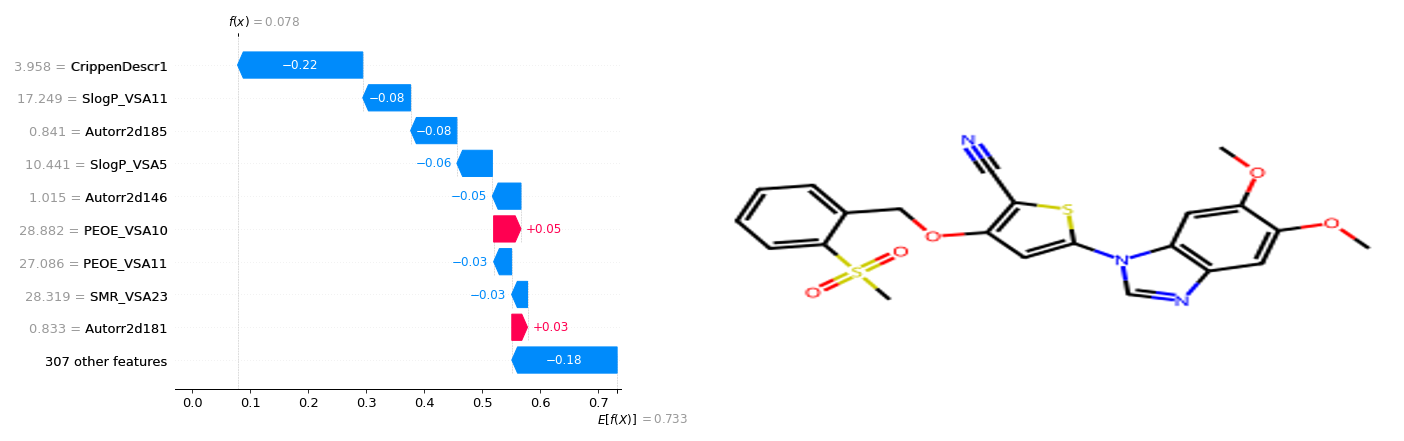 f(x) = 0.078
3.958 = CrippenDescr1
−0.22
17.249 = SlogP_VSA11
−0.08
0.841 = Autorr2d185
−0.08
10.441 = SlogP_VSA5
−0.06
1.015 = Autorr2d146
−0.05
28.882 = PEOE_VSA10
+0.05
27.086 = PEOE_VSA11
−0.03
28.319 = SMR_VSA23
−0.03
0.833 = Autorr2d181
+0.03
307 other features
−0.18
0.0 0.1 0.2 0.3 0.4 0.5 0.6 0.7
E[f(X)] = 0.733
N
O
S
O
O
O
S
N
O
N